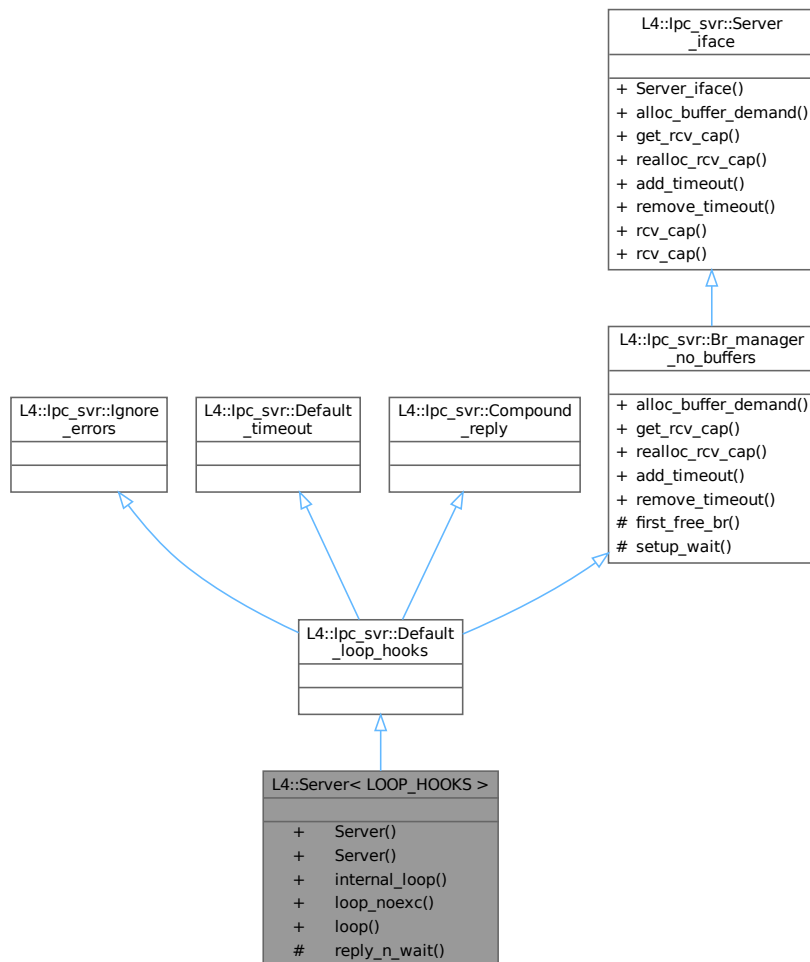 L4::Ipc_svr::Server
_iface
+ Server_iface()
+ alloc_buffer_demand()
+ get_rcv_cap()
+ realloc_rcv_cap()
+ add_timeout()
+ remove_timeout()
+ rcv_cap()
+ rcv_cap()
L4::Ipc_svr::Br_manager
_no_buffers
+ alloc_buffer_demand()
+ get_rcv_cap()
+ realloc_rcv_cap()
+ add_timeout()
+ remove_timeout()
# first_free_br()
# setup_wait()
L4::Ipc_svr::Ignore
_errors
L4::Ipc_svr::Default
_timeout
L4::Ipc_svr::Compound
_reply
L4::Ipc_svr::Default
_loop_hooks
L4::Server< LOOP_HOOKS >
+ Server()
+ Server()
+ internal_loop()
+ loop_noexc()
+ loop()
# reply_n_wait()